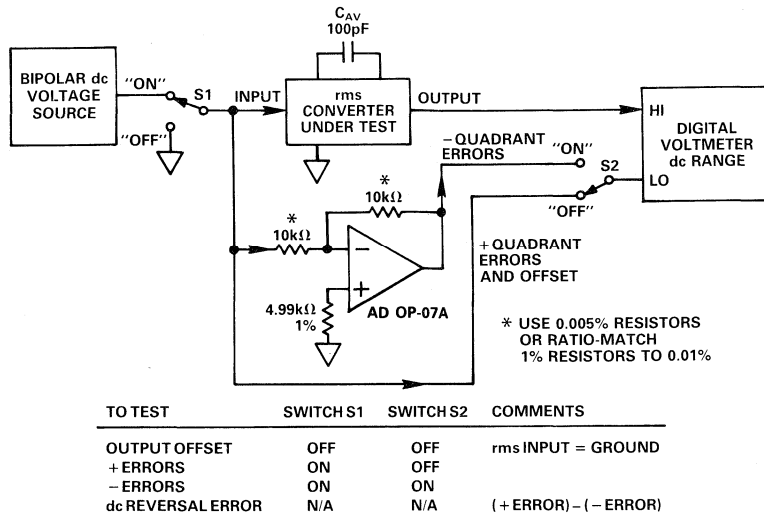 C_AV
100pF
BIPOLAR dc
VOLTAGE
SOURCE
"ON"
S1
"OFF"
INPUT
rms
CONVERTER
UNDER TEST
OUTPUT
HI
DIGITAL
VOLTMETER
dc RANGE
LO
−QUADRANT
ERRORS
"ON"
S2
"OFF"
*
10kΩ
*
10kΩ
−
+
4.99kΩ
1%
AD OP-07A
+QUADRANT
ERRORS
AND OFFSET
* USE 0.005% RESISTORS
OR RATIO-MATCH
1% RESISTORS TO 0.01%
TO TEST SWITCH S1 SWITCH S2 COMMENTS
OUTPUT OFFSET OFF OFF rms INPUT = GROUND
+ ERRORS ON OFF
− ERRORS ON ON
dc REVERSAL ERROR N/A N/A (+ERROR)−(−ERROR)